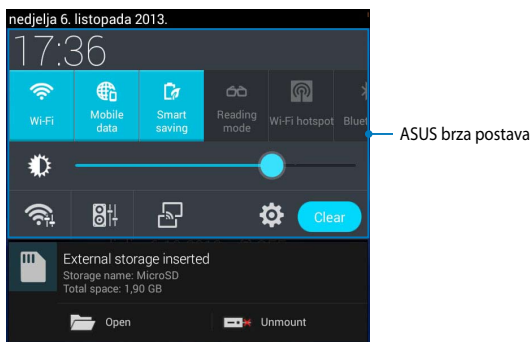 nedjelja 6. listopada 2013.
17:36
Wi-Fi
Mobile data
Smart saving
Reading mode
Wi-Fi hotspot
Bluet
ASUS brza postava
Clear
External storage inserted
Storage name: MicroSD
Total space: 1,90 GB
Open
Unmount